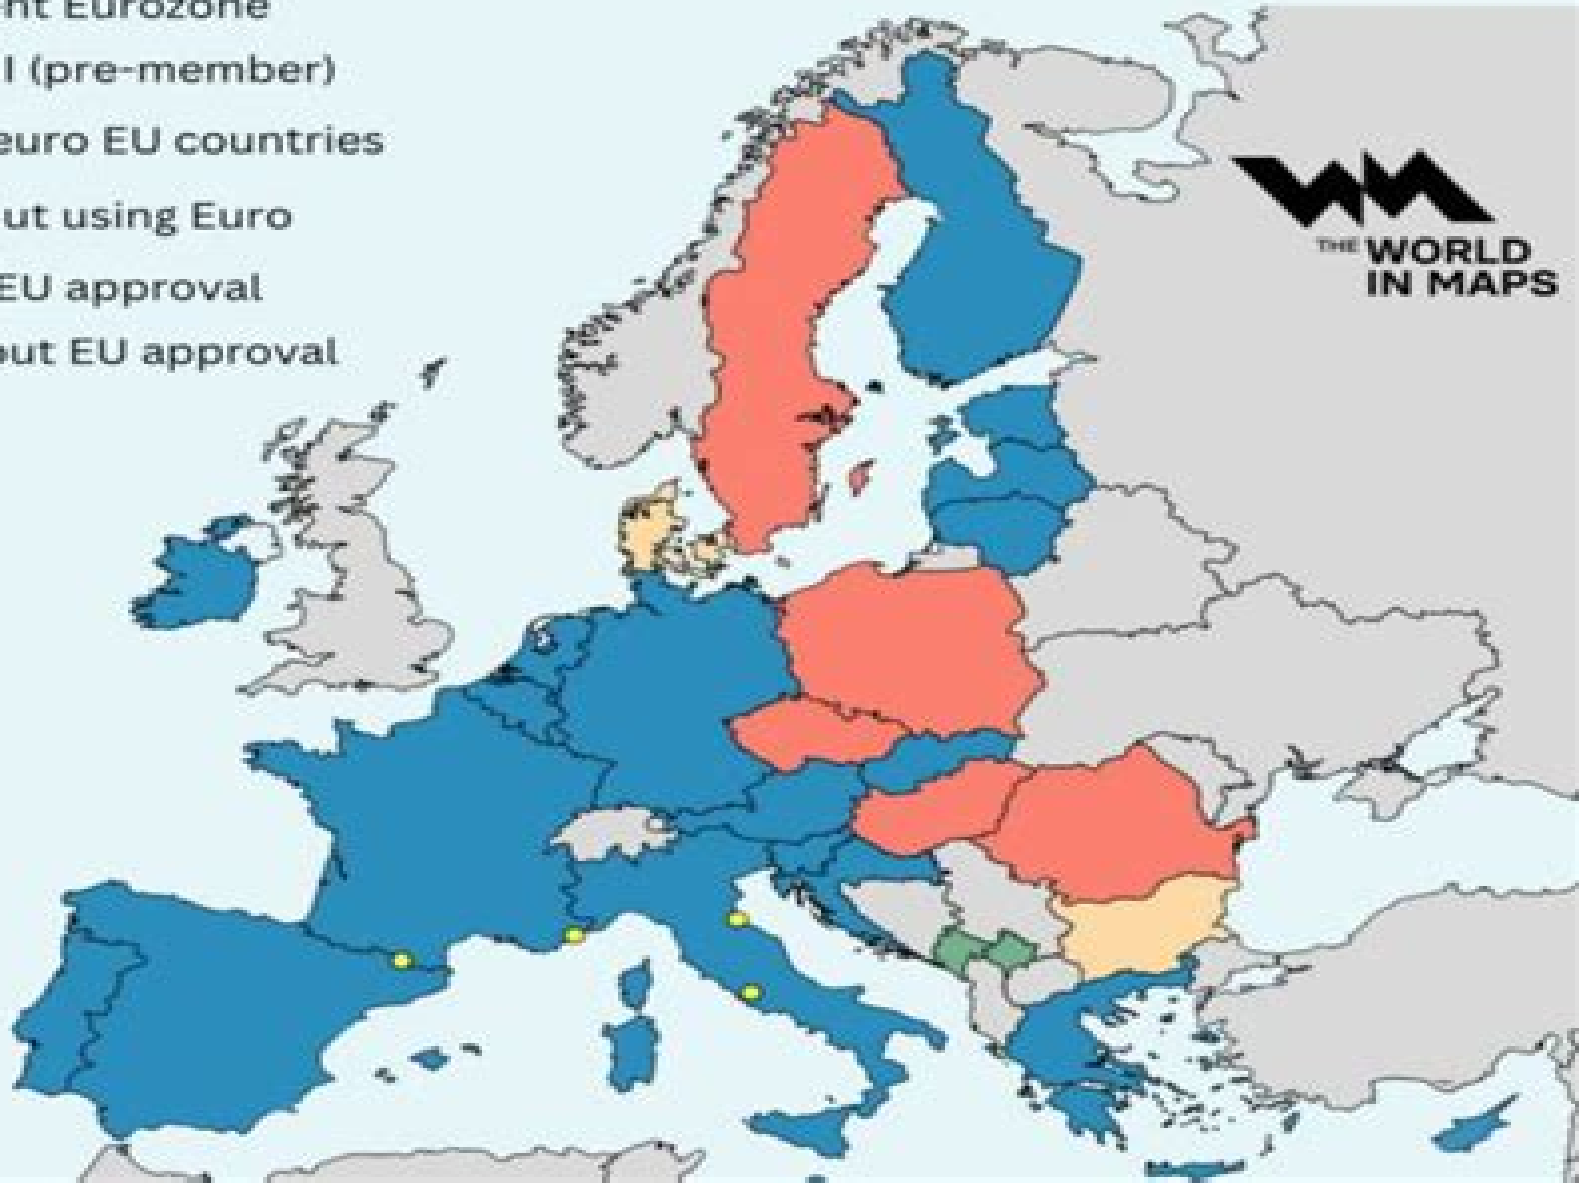 nt Eurozone
I (pre-member)
euro EU countries
ut using Euro
EU approval
out EU approval
THE WORLD
IN MAPS